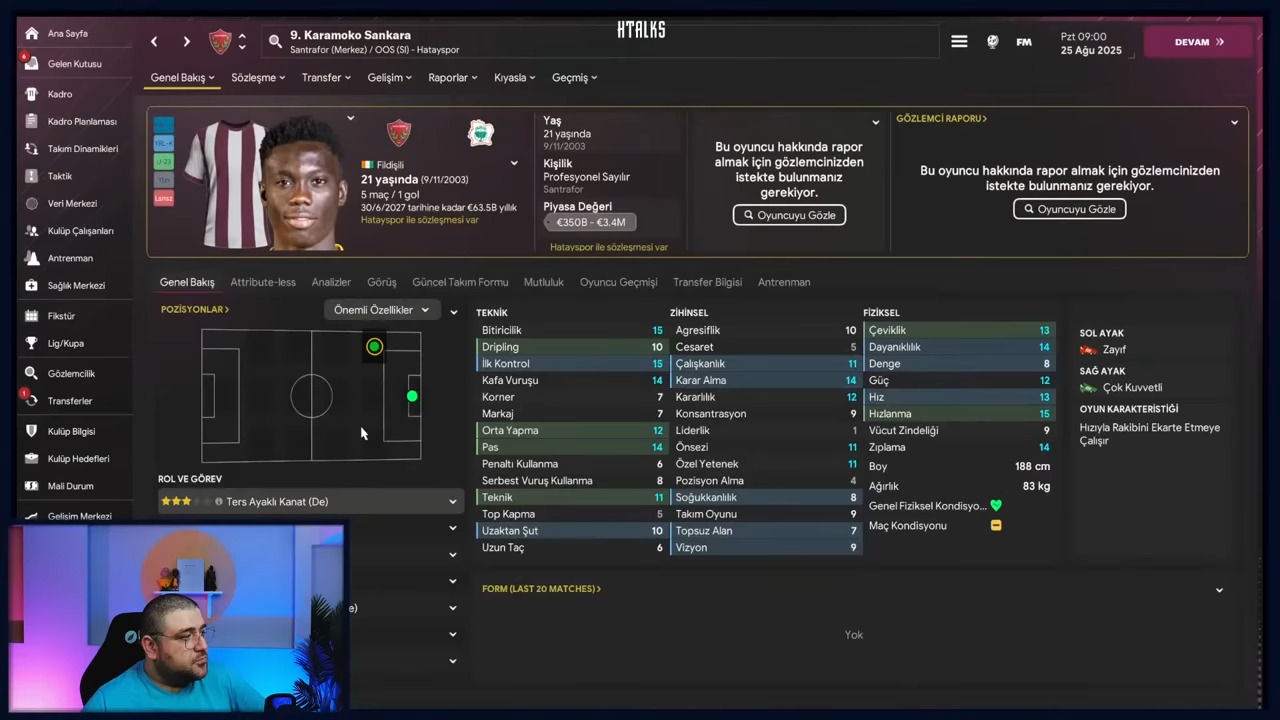 HTALKS
Ana Sayfa
6
Gelen Kutusu
Kadro
Kadro Planlaması
Takım Dinamikleri
Taktik
Veri Merkezi
Kulüp Çalışanları
Antrenman
Sağlık Merkezi
Fikstür
Lig/Kupa
Gözlemcilik
1
Transferler
Kulüp Bilgisi
Kulüp Hedefleri
Mali Durum
Gelişim Merkezi
9. Karamoko Sankara
Santrafor (Merkez) / OOS (Sl) - Hatayspor
FM
Pzt 09:00
25 Ağu 2025
DEVAM
Genel Bakış
Sözleşme
Transfer
Gelişim
Raporlar
Kıyasla
Geçmiş
U-23
Fildişili
21 yaşında (9/11/2003)
5 maç / 1 gol
30/6/2027 tarihine kadar €63.5B yıllık
Hatayspor ile sözleşmesi var
Yaş
21 yaşında
9/11/2003
Kişilik
Profesyonel Sayılır
Santrafor
Piyasa Değeri
€350B - €3.4M
Hatayspor ile sözleşmesi var
Bu oyuncu hakkında rapor
almak için gözlemcinizden
istekte bulunmanız
gerekiyor.
Oyuncuyu Gözle
GÖZLEMCİ RAPORU
Bu oyuncu hakkında rapor almak için gözlemcinizden
istekte bulunmanız gerekiyor.
Oyuncuyu Gözle
Genel Bakış
Attribute-less
Analizler
Görüş
Güncel Takım Formu
Mutluluk
Oyuncu Geçmişi
Transfer Bilgisi
Antrenman
POZİSYONLAR
Önemli Özellikler
ROL VE GÖREV
Ters Ayaklı Kanat (De)
e)
TEKNİK
Bitiricilik 15
Dripling 10
İlk Kontrol 15
Kafa Vuruşu 14
Korner 7
Markaj 7
Orta Yapma 12
Pas 14
Penaltı Kullanma 6
Serbest Vuruş Kullanma 8
Teknik 11
Top Kapma 5
Uzaktan Şut 10
Uzun Taç 6
ZİHİNSEL
Agresiflik 10
Cesaret 5
Çalışkanlık 11
Karar Alma 14
Kararlılık 12
Konsantrasyon 9
Liderlik 1
Önsezi 11
Özel Yetenek 11
Pozisyon Alma 4
Soğukkanlılık 8
Takım Oyunu 9
Topsuz Alan 7
Vizyon 9
FİZİKSEL
Çeviklik 13
Dayanıklılık 14
Denge 8
Güç 12
Hız 13
Hızlanma 15
Vücut Zindeliği 9
Zıplama 14
Boy 188 cm
Ağırlık 83 kg
Genel Fiziksel Kondisyo...
Maç Kondisyonu
SOL AYAK
Zayıf
SAĞ AYAK
Çok Kuvvetli
OYUN KARAKTERİSTİĞİ
Hızıyla Rakibini Ekarte Etmeye
Çalışır
FORM (LAST 20 MATCHES)
Yok